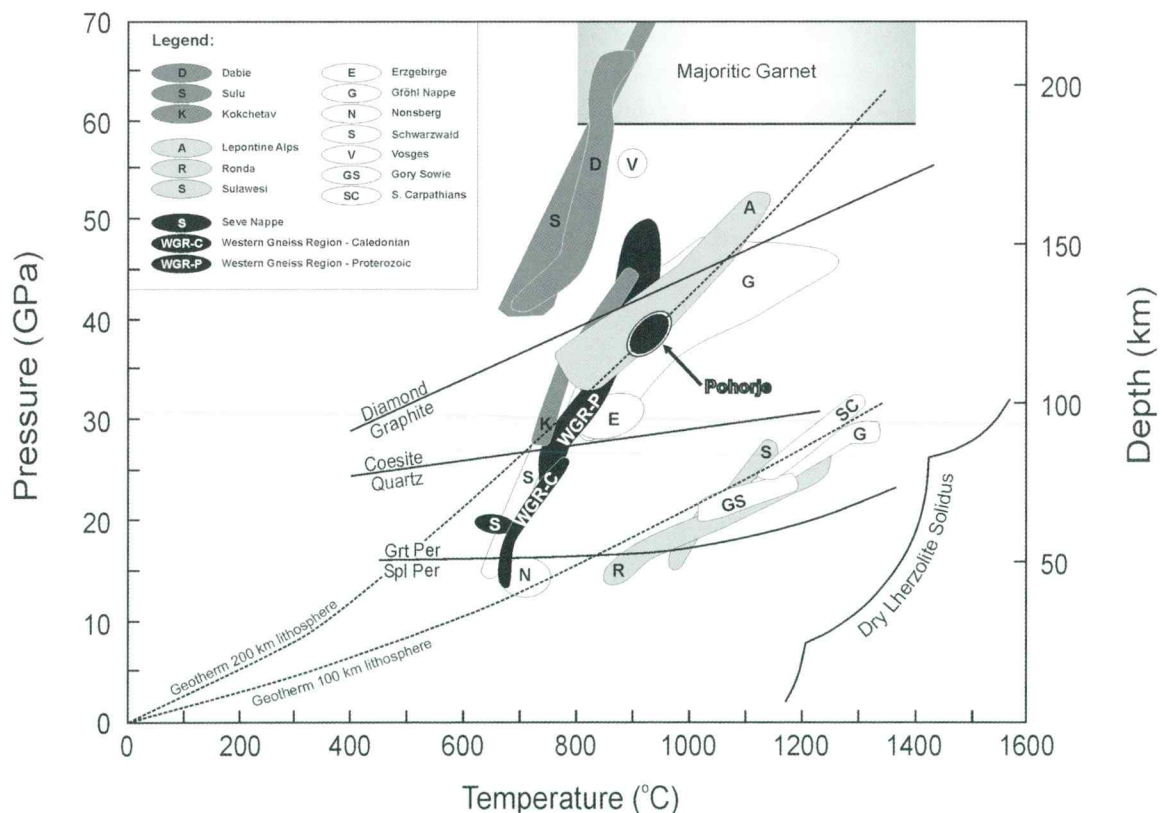 70
60
50
40
30
20
10
0
Pressure (GPa)
Legend:
D Dabie
S Sulu
K Kokchetav
A Lepontine Alps
R Ronda
S Sulawesi
S Seve Nappe
WGR-C Western Gneiss Region - Caledonian
WGR-P Western Gneiss Region - Proterozoic
E Erzgebirge
G Gföhl Nappe
N Nonsberg
S Schwarzwald
V Vosges
GS Gory Sowie
SC S. Carpathians
Majoritic Garnet
D
V
S
A
G
Pohorje
Diamond
Graphite
K
WGR-P
E
SC
G
Coesite
Quartz
S
S
WGR-C
GS
S
Grt Per
Spl Per
N
R
Geotherm 200 km lithosphere
Geotherm 100 km lithosphere
Dry Lherzolite Solidus
200
150
100
50
0
Depth (km)
0
200
400
600
800
1000
1200
1400
1600
Temperature (°C)